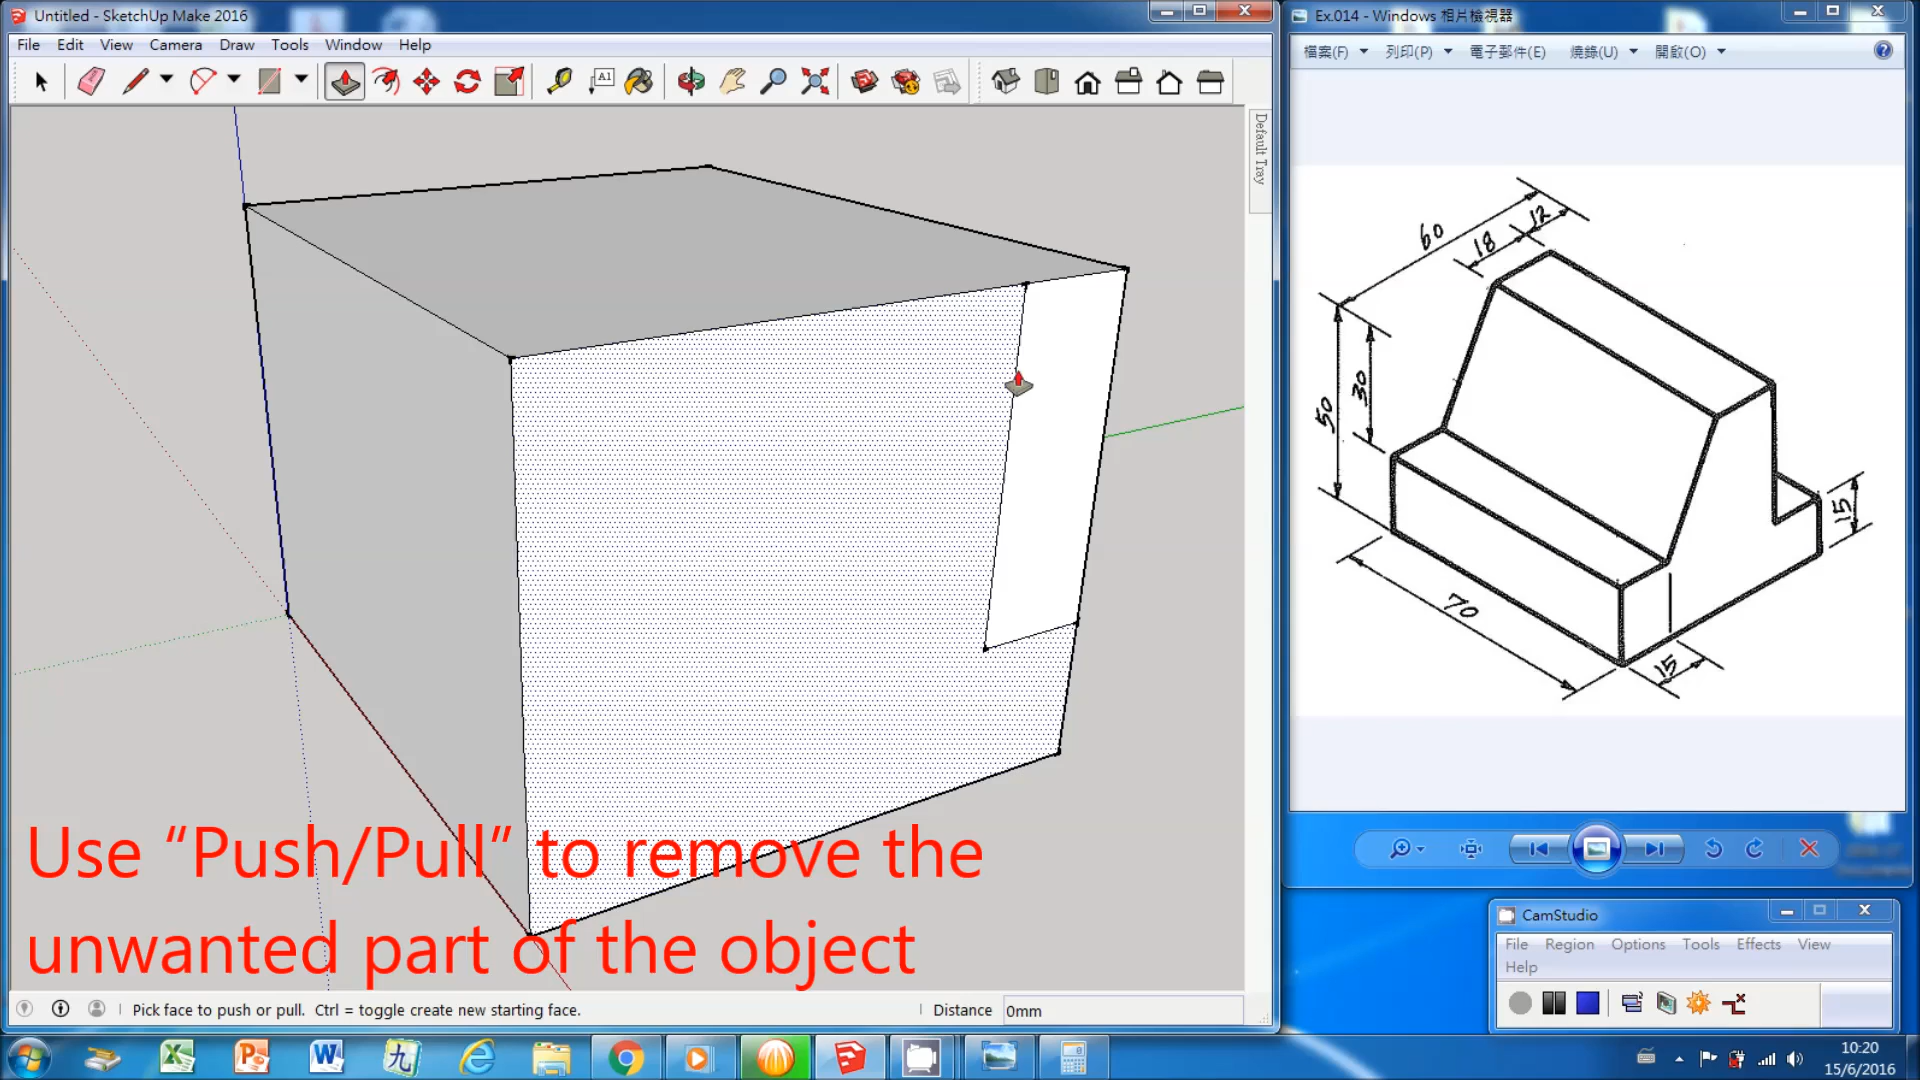 Untitled - SketchUp Make 2016
File Edit View Camera Draw Tools Window Help
A1
Default Tray
Use “Push/Pull” to remove the
unwanted part of the object
Pick face to push or pull. Ctrl = toggle create new starting face.
Distance 0mm
Ex.014 - Windows 相片檢視器
檔案(F) 列印(P) 電子郵件(E) 燒錄(U) 開啟(O)
60
18
12
50
30
15
70
15
CamStudio
File Region Options Tools Effects View
Help
九
10:20
15/6/2016